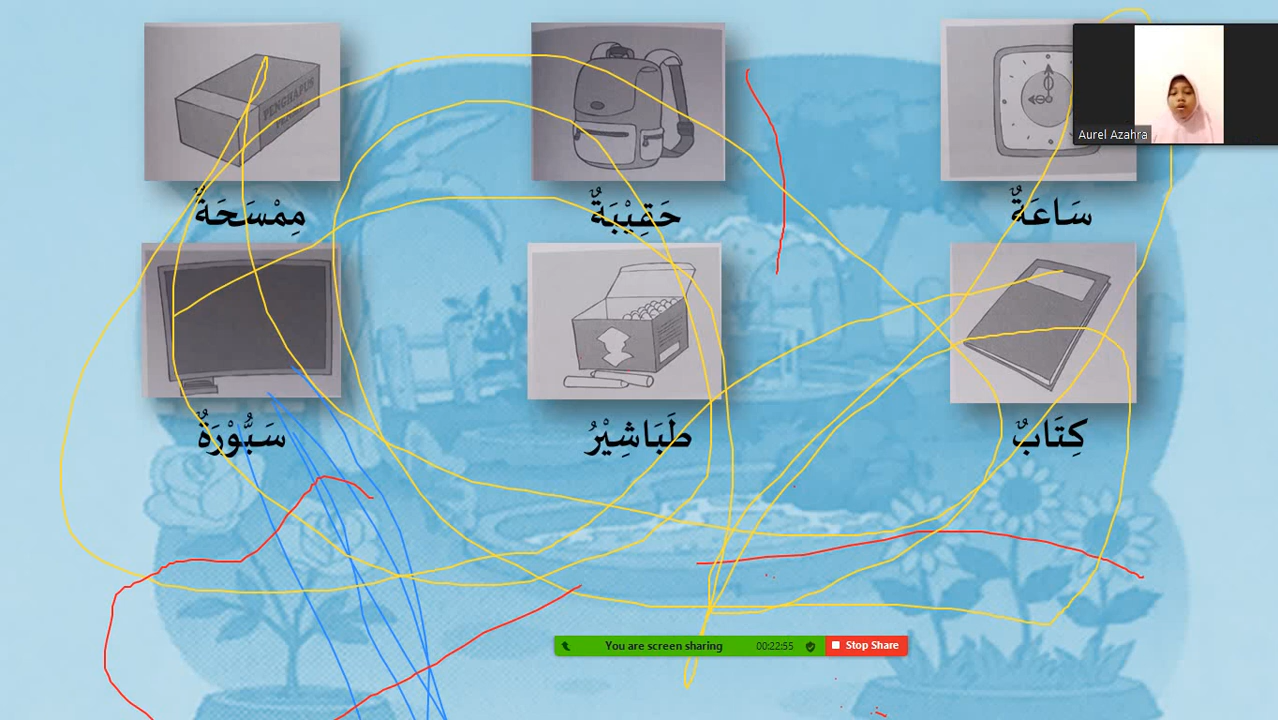 PENGHAPUS
Aurel Azahra
سَاعَةٌ
حَقِيْبَةٌ
مِمْسَحَةٌ
كِتَابٌ
طَبَاشِيْرُ
سَبُّوْرَةٌ
You are screen sharing 00:22:55 Stop Share